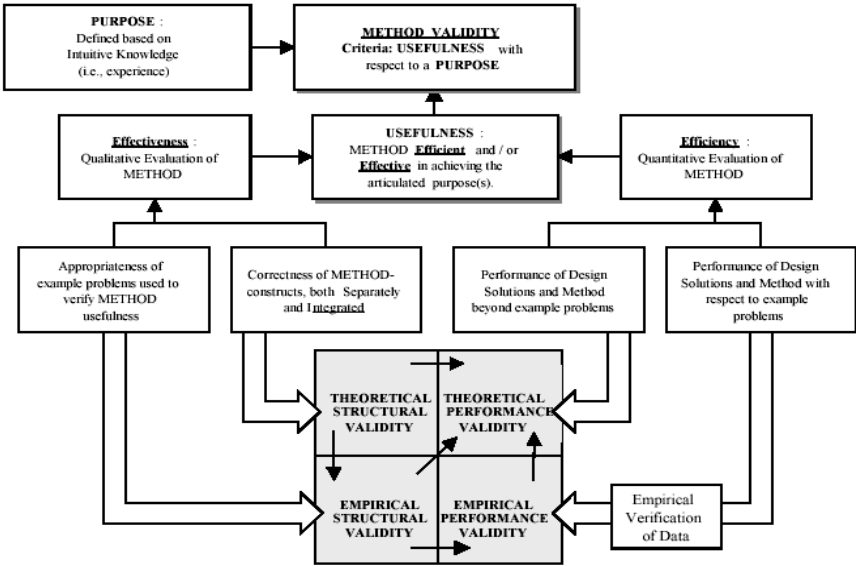 PURPOSE :
Defined based on
Intuitive Knowledge
(i.e., experience)
METHOD VALIDITY
Criteria: USEFULNESS with
respect to a PURPOSE
Effectiveness :
Qualitative Evaluation of
METHOD
USEFULNESS :
METHOD Efficient and / or
Effective in achieving the
articulated purpose(s).
Efficiency :
Quantitative Evaluation of
METHOD
Appropriateness of
example problems used to
verify METHOD
usefulness
Correctness of METHOD-
constructs, both Separately
and Integrated
Performance of Design
Solutions and Method
beyond example problems
Performance of Design
Solutions and Method with
respect to example
problems
THEORETICAL
STRUCTURAL
VALIDITY
THEORETICAL
PERFORMANCE
VALIDITY
EMPIRICAL
STRUCTURAL
VALIDITY
EMPIRICAL
PERFORMANCE
VALIDITY
Empirical
Verification
of Data